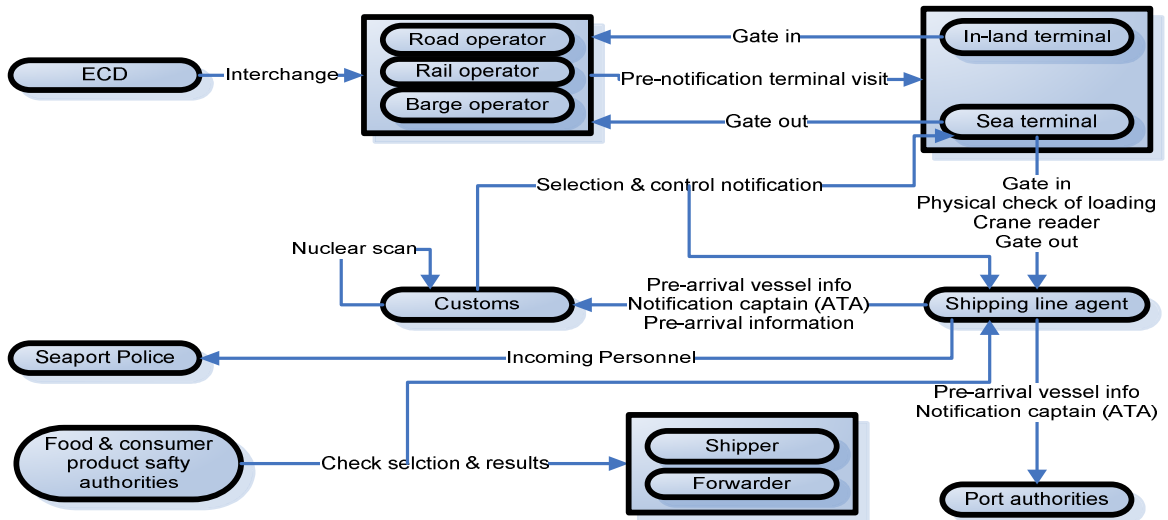 Road operator
Gate in
In-land terminal
ECD
Interchange
Rail operator
Pre-notification terminal visit
Barge operator
Gate out
Sea terminal
Selection & control notification
Gate in
Physical check of loading
Crane reader
Gate out
Nuclear scan
Customs
Pre-arrival vessel info
Notification captain (ATA)
Pre-arrival information
Shipping line agent
Seaport Police
Incoming Personnel
Pre-arrival vessel info
Notification captain (ATA)
Food & consumer
product safty
authorities
Check selction & results
Shipper
Forwarder
Port authorities